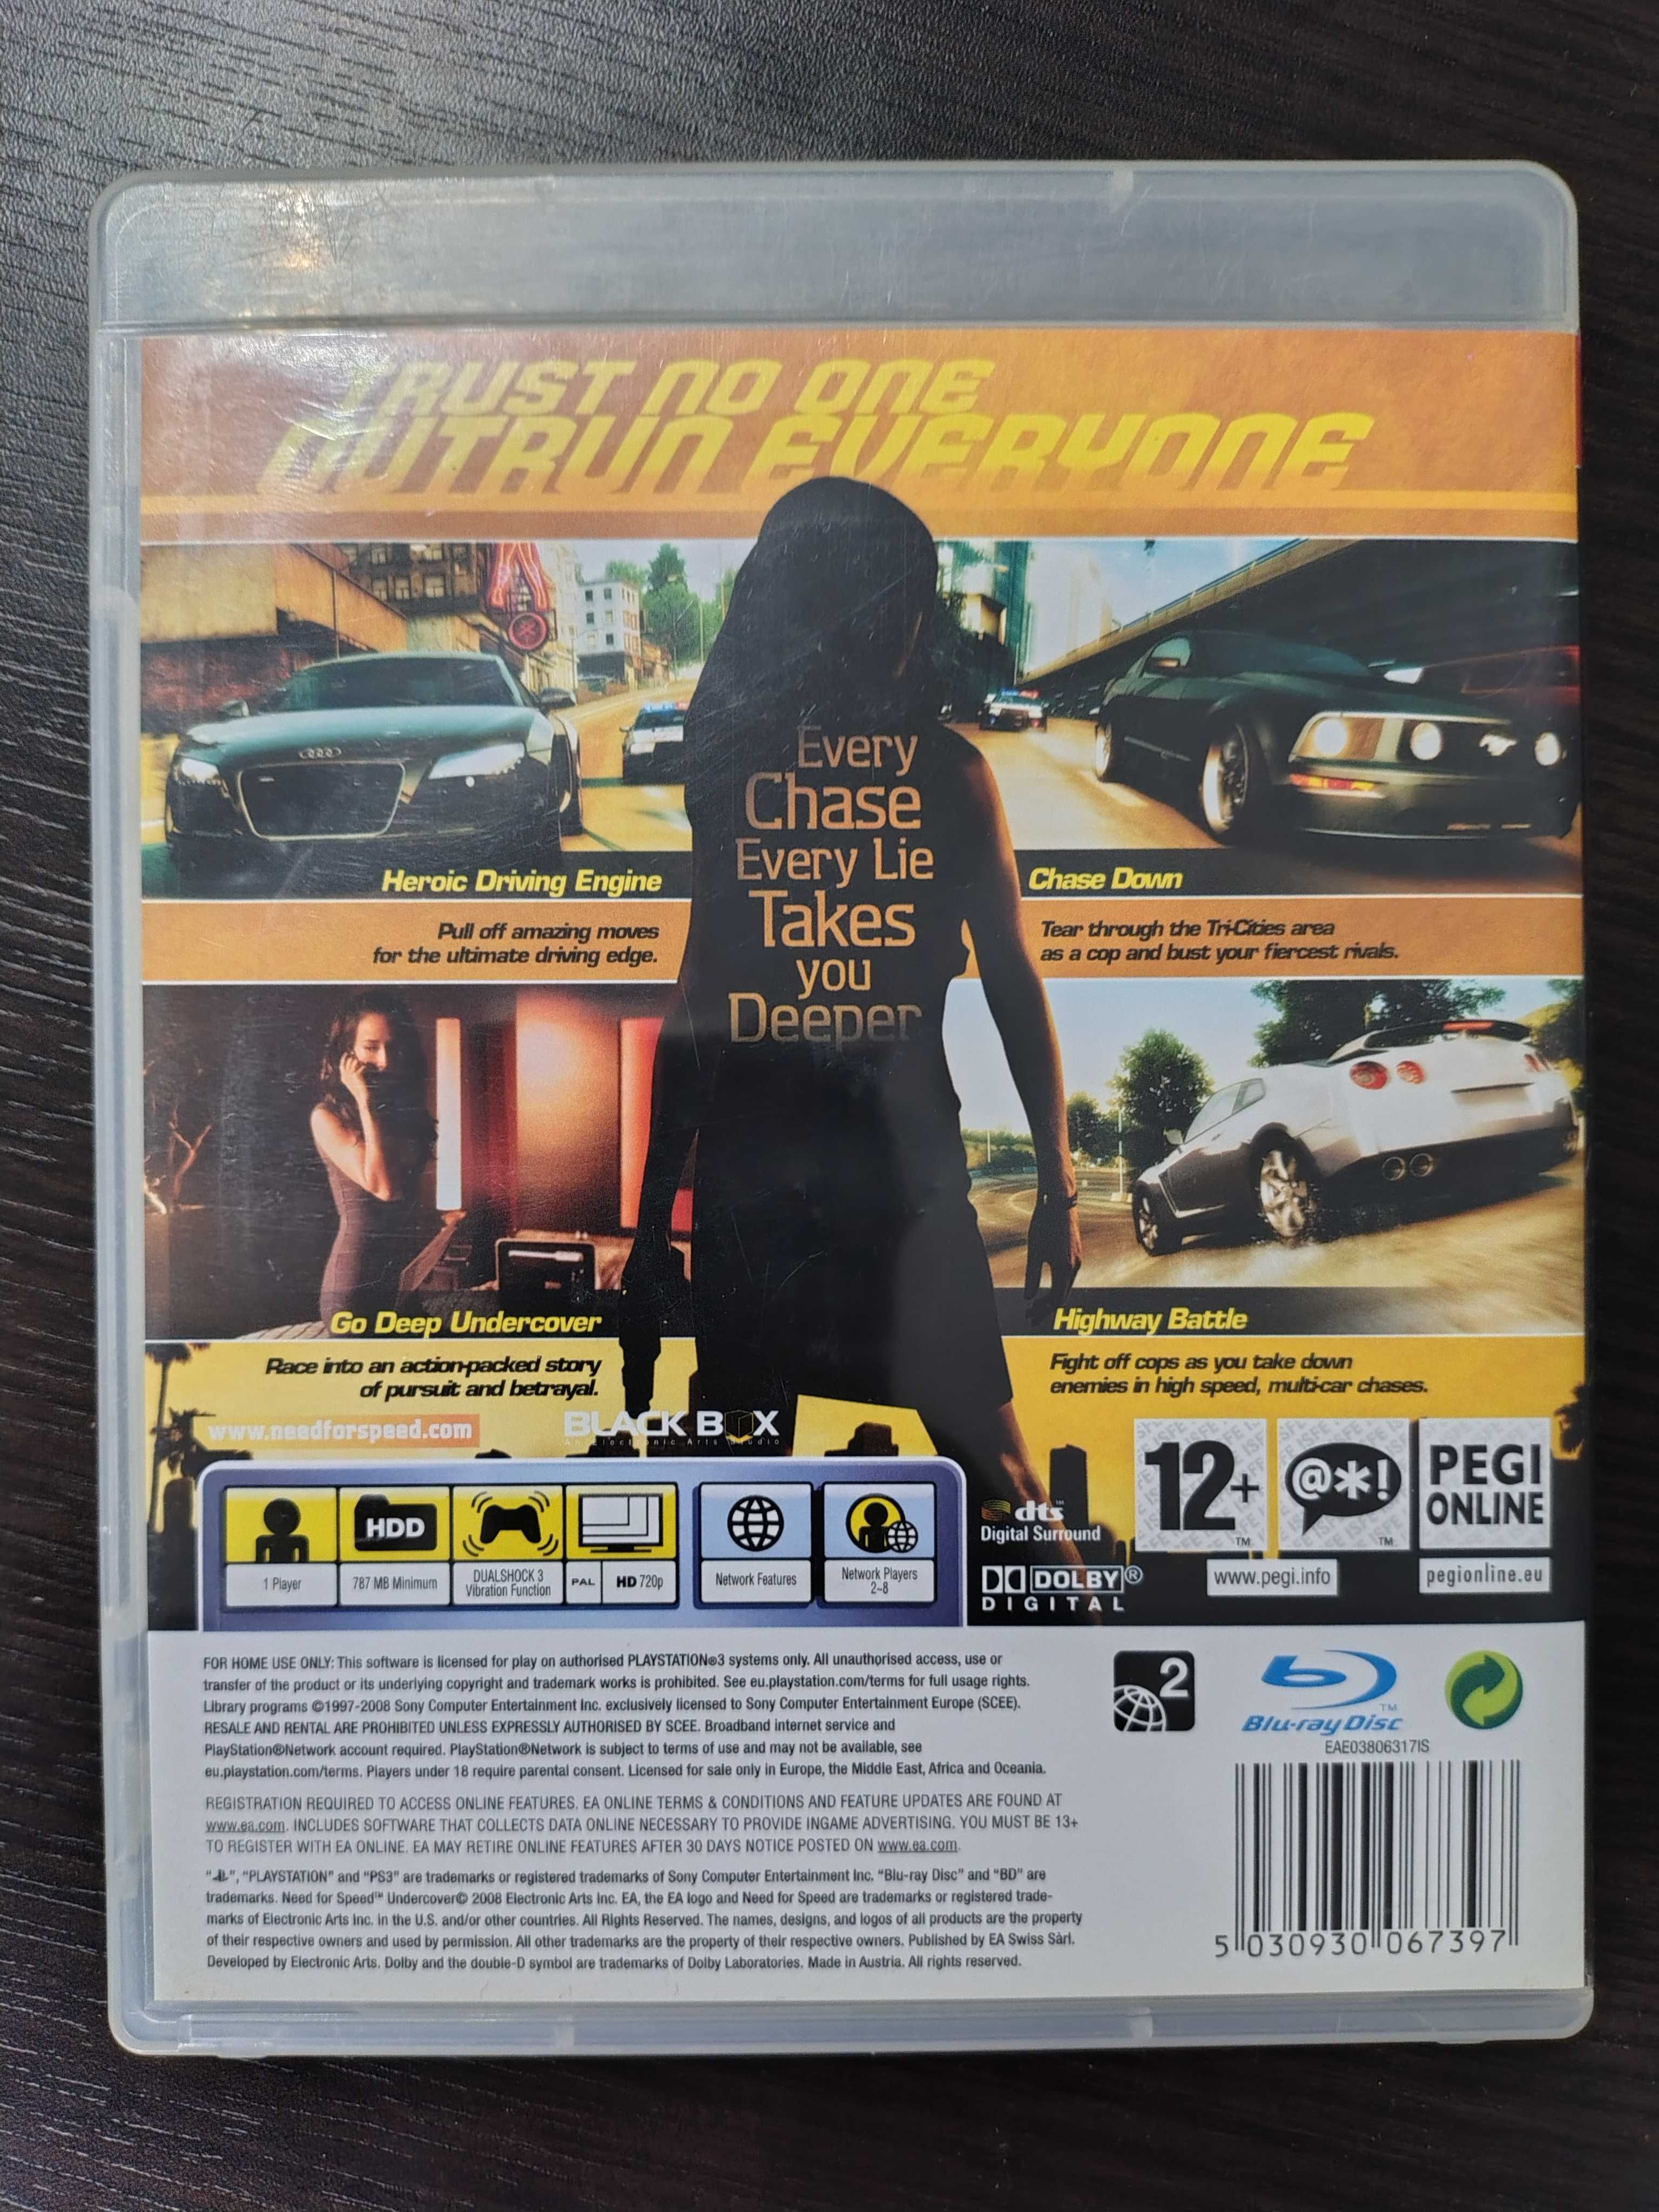 TRUST NO ONE
OUTRUN EVERYONE
Every
Chase
Every Lie
Takes
you
Deeper
Heroic Driving Engine
Pull off amazing moves
for the ultimate driving edge.
Chase Down
Tear through the Tri-Cities area
as a cop and bust your fiercest rivals.
Go Deep Undercover
Race into an action-packed story
of pursuit and betrayal.
Highway Battle
Fight off cops as you take down
enemies in high speed, multi-car chases.
www.needforspeed.com
BLACK BOX
An Electronic Arts Studio
1 Player
HDD
787 MB Minimum
DUALSHOCK 3
Vibration Function
PAL
HD 720p
Network Features
Network Players
2-8
dts™
Digital Surround
DOLBY®
DIGITAL
12+™
@*!™
PEGI
ONLINE
www.pegi.info
pegionline.eu
FOR HOME USE ONLY: This software is licensed for play on authorised PLAYSTATION®3 systems only. All unauthorised access, use or
transfer of the product or its underlying copyright and trademark works is prohibited. See eu.playstation.com/terms for full usage rights.
Library programs ©1997-2008 Sony Computer Entertainment Inc. exclusively licensed to Sony Computer Entertainment Europe (SCEE).
RESALE AND RENTAL ARE PROHIBITED UNLESS EXPRESSLY AUTHORISED BY SCEE. Broadband internet service and
PlayStation®Network account required. PlayStation®Network is subject to terms of use and may not be available, see
eu.playstation.com/terms. Players under 18 require parental consent. Licensed for sale only in Europe, the Middle East, Africa and Oceania.
REGISTRATION REQUIRED TO ACCESS ONLINE FEATURES. EA ONLINE TERMS & CONDITIONS AND FEATURE UPDATES ARE FOUND AT
www.ea.com. INCLUDES SOFTWARE THAT COLLECTS DATA ONLINE NECESSARY TO PROVIDE INGAME ADVERTISING. YOU MUST BE 13+
TO REGISTER WITH EA ONLINE. EA MAY RETIRE ONLINE FEATURES AFTER 30 DAYS NOTICE POSTED ON www.ea.com.
“ ”, “PLAYSTATION” and “PS3” are trademarks or registered trademarks of Sony Computer Entertainment Inc. “Blu-ray Disc” and “BD” are
trademarks. Need for Speed™ Undercover© 2008 Electronic Arts Inc. EA, the EA logo and Need for Speed are trademarks or registered trade-
marks of Electronic Arts Inc. in the U.S. and/or other countries. All Rights Reserved. The names, designs, and logos of all products are the property
of their respective owners and used by permission. All other trademarks are the property of their respective owners. Published by EA Swiss Sàrl.
Developed by Electronic Arts. Dolby and the double-D symbol are trademarks of Dolby Laboratories. Made in Austria. All rights reserved.
2
Blu-ray Disc™
EAE03806317IS
5 030930 067397